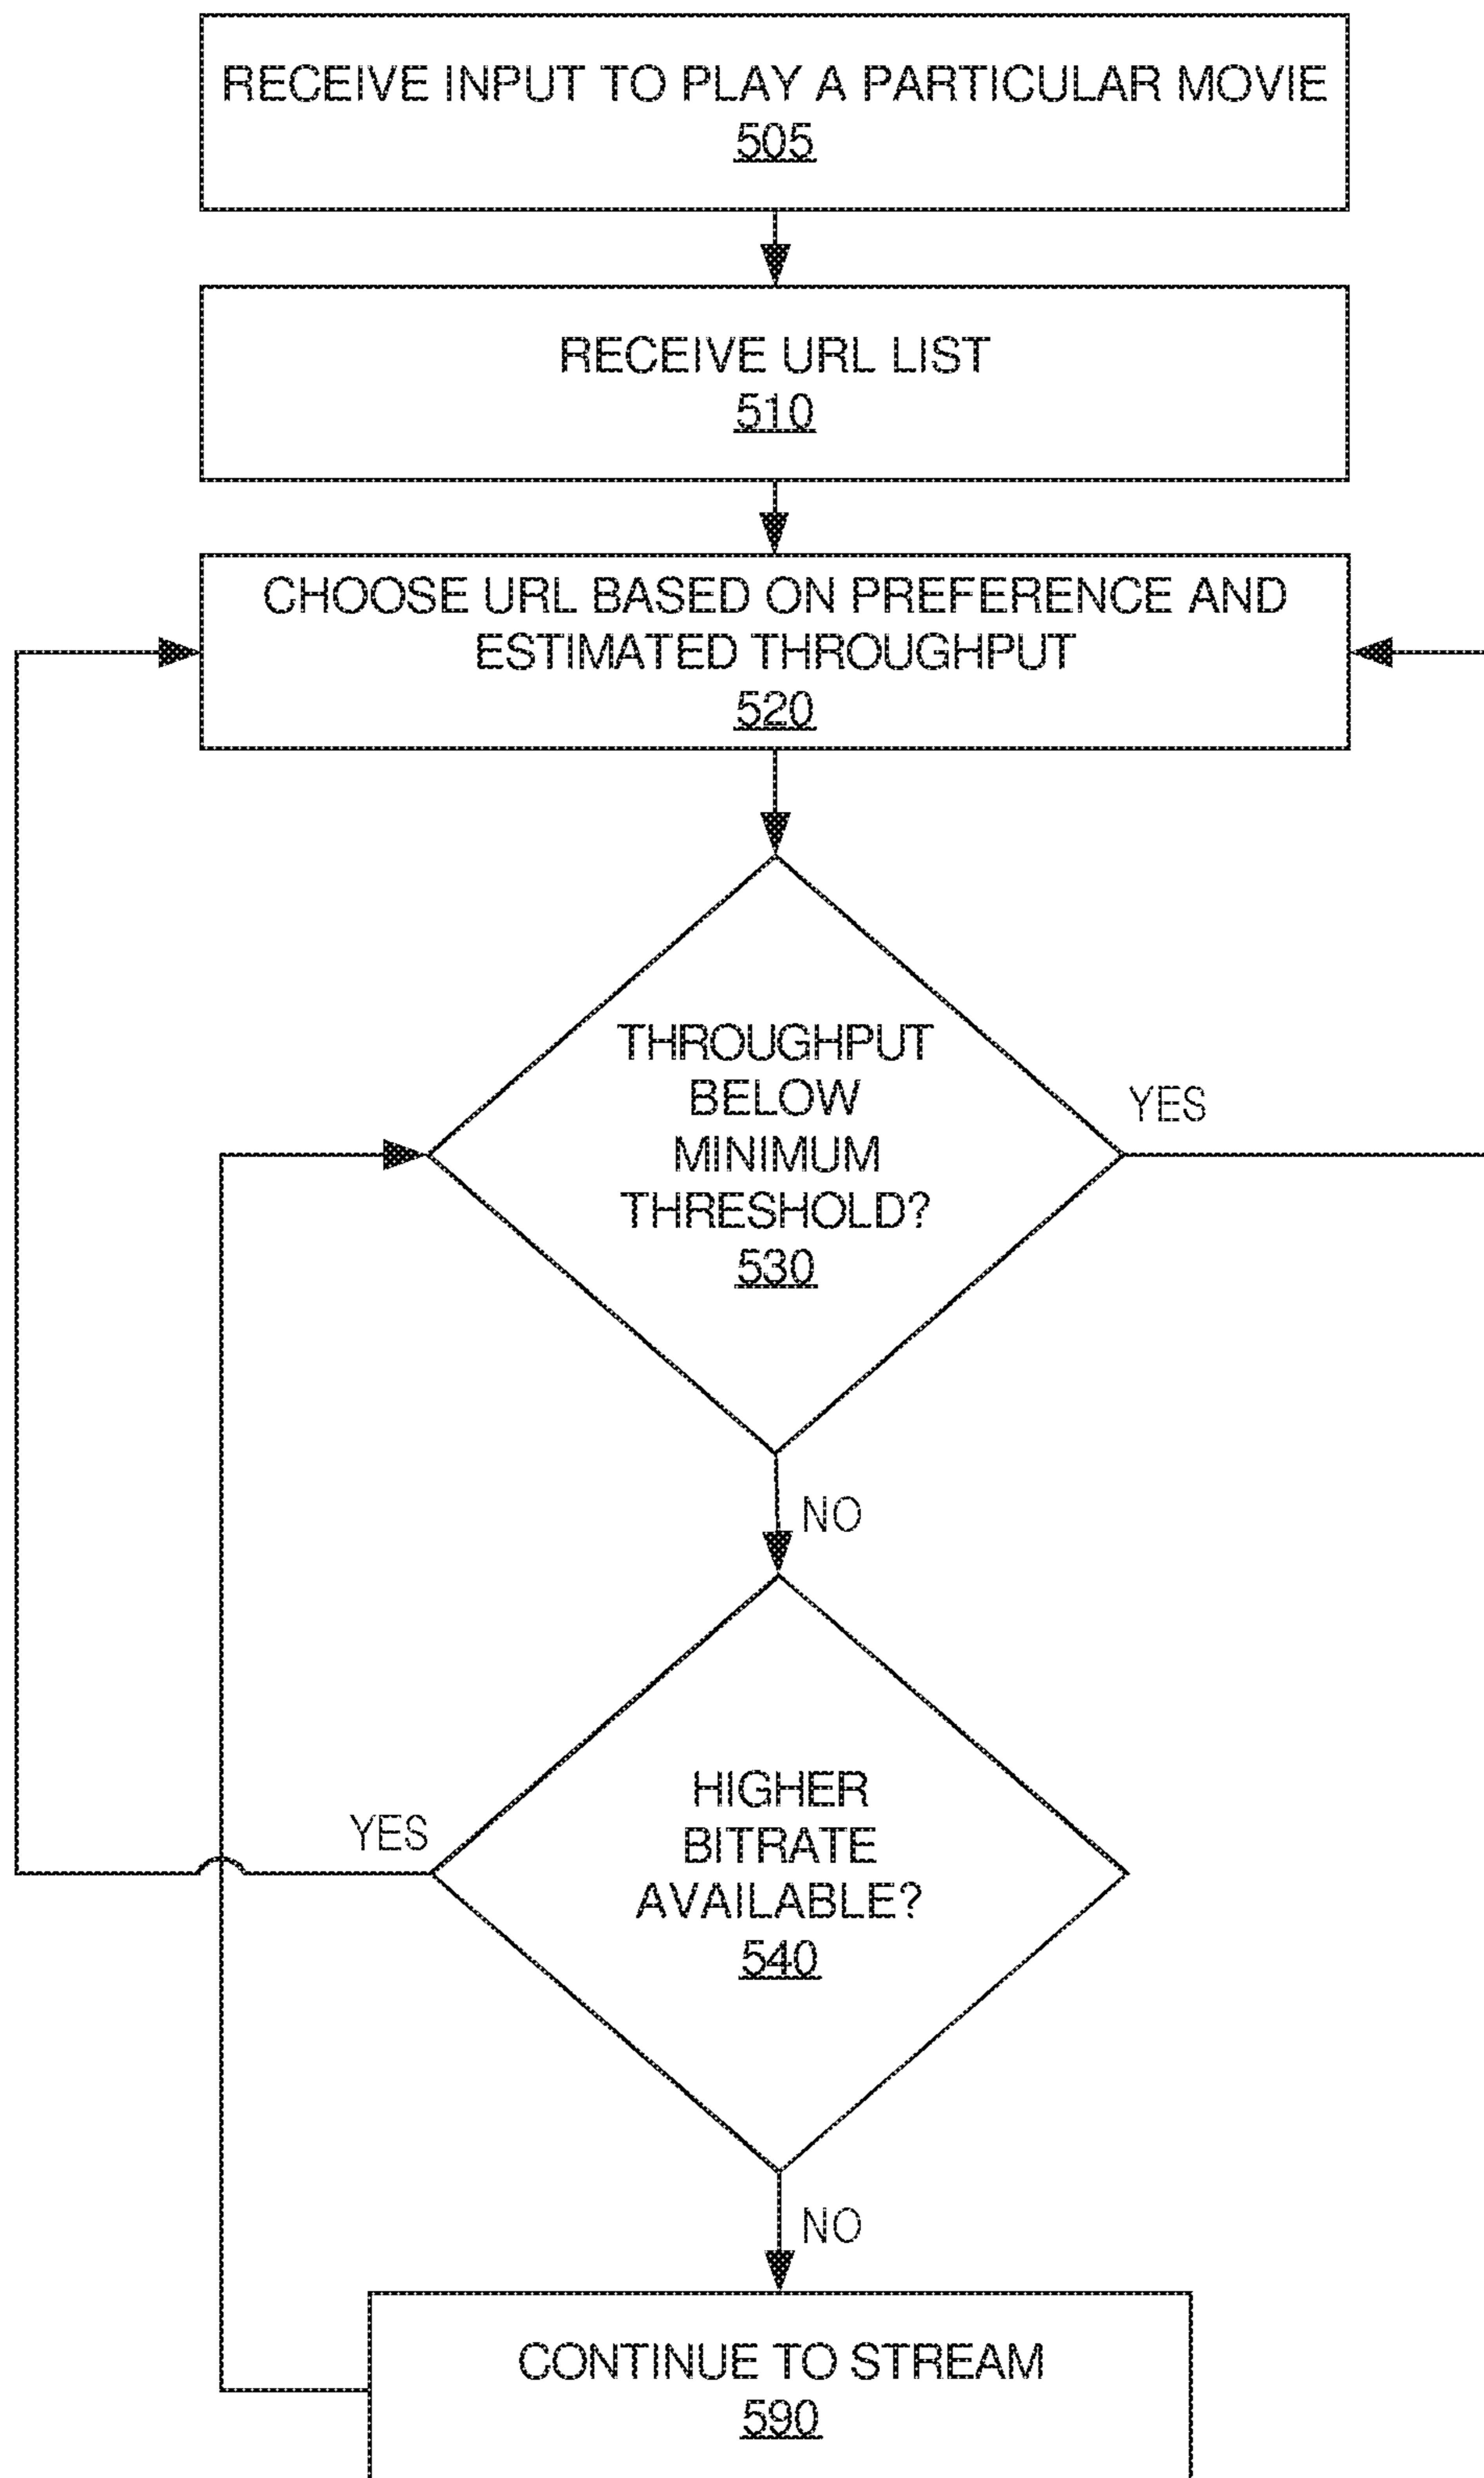 RECEIVE INPUT TO PLAY A PARTICULAR MOVIE
505
RECEIVE URL LIST
510
CHOOSE URL BASED ON PREFERENCE AND
ESTIMATED THROUGHPUT
520
THROUGHPUT
BELOW
MINIMUM
THRESHOLD?
530
YES
NO
HIGHER
BITRATE
AVAILABLE?
540
YES
NO
CONTINUE TO STREAM
590